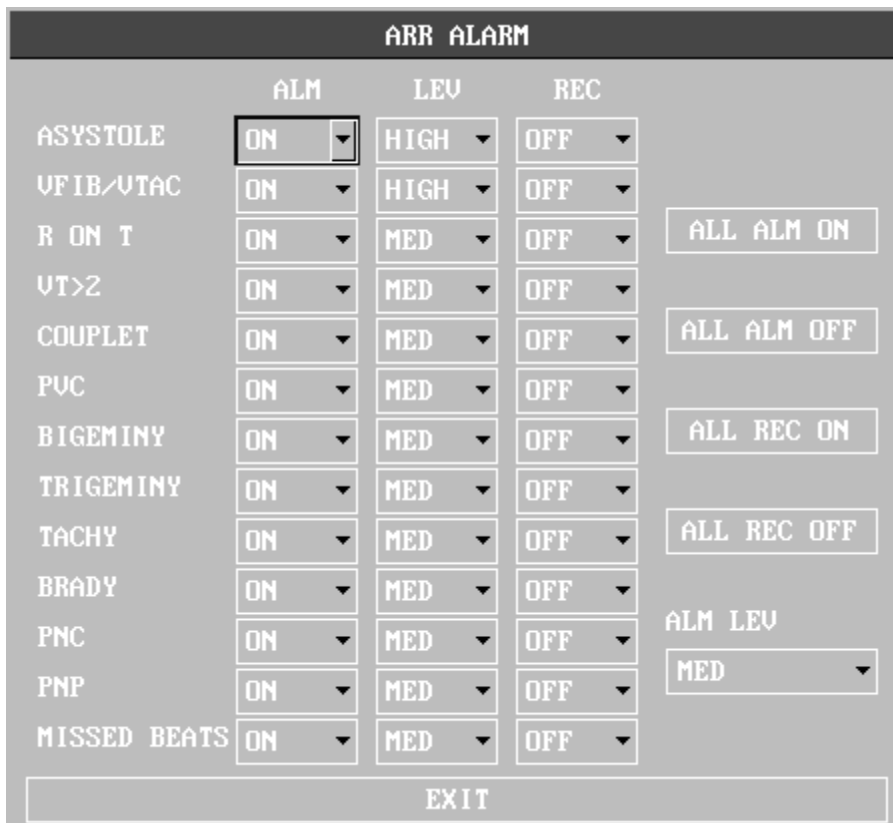 ARR ALARM
ALM LEV REC
ASYSTOLE ON HIGH OFF
VFIB/VTAC ON HIGH OFF
R ON T ON MED OFF
ALL ALM ON
VT>2 ON MED OFF
COUPLET ON MED OFF
ALL ALM OFF
PVC ON MED OFF
BIGEMINY ON MED OFF
ALL REC ON
TRIGEMINY ON MED OFF
TACHY ON MED OFF
ALL REC OFF
BRADY ON MED OFF
PNC ON MED OFF
ALM LEV
PNP ON MED OFF
MED
MISSED BEATS ON MED OFF
EXIT